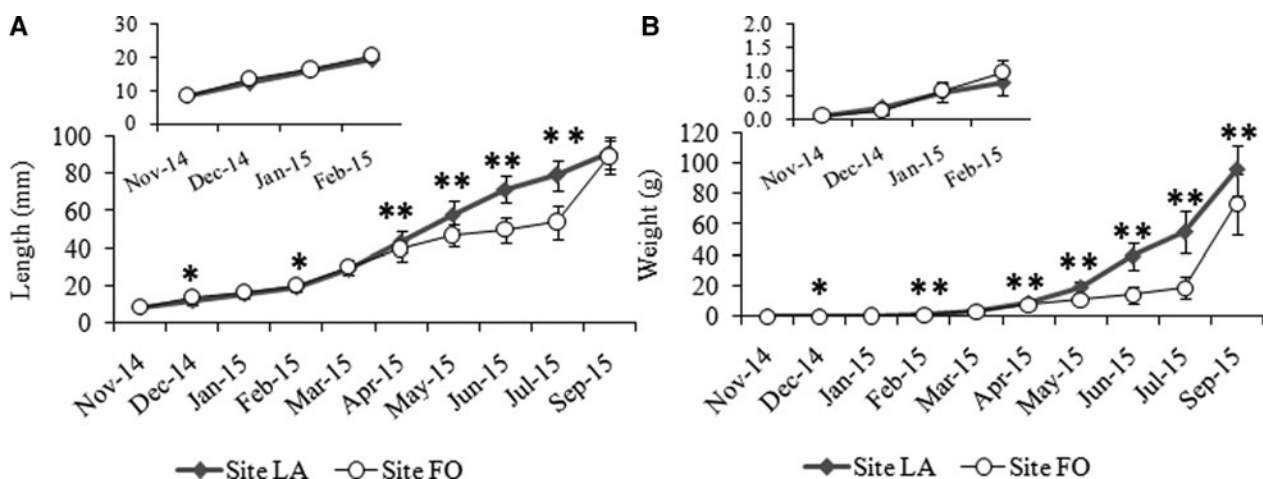 A
30
20
10
0
Nov-14
Dec-14
Jan-15
Feb-15
Length (mm)
100
80
60
40
20
0
*
*
**
**
**
**
Nov-14
Dec-14
Jan-15
Feb-15
Mar-15
Apr-15
May-15
Jun-15
Jul-15
Sep-15
Site LA
Site FO
B
2.0
1.5
1.0
0.5
0.0
Nov-14
Dec-14
Jan-15
Feb-15
Weight (g)
120
100
80
60
40
20
0
*
**
**
**
**
**
**
Nov-14
Dec-14
Jan-15
Feb-15
Mar-15
Apr-15
May-15
Jun-15
Jul-15
Sep-15
Site LA
Site FO